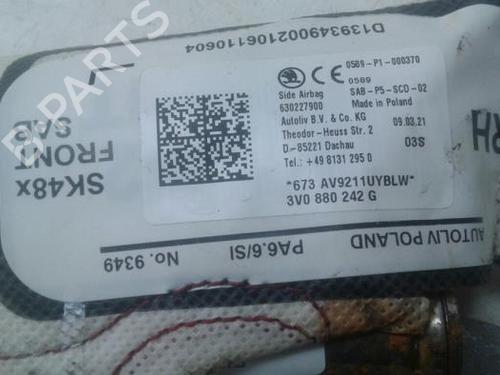 D13934900021061110604
0589-P1-000370
0589
Side Airbag
SAB-P5-SCD-02
630227900
Made in Poland
Autoliv B.V. & Co. KG
Theodor-Heuss Str. 2
09.03.21
D.-85221 Dachau
03S
Tel.: +49 8131 295 0
*673 AV9211UYBLW*
3V0 880 242 G
SK48x
FRONT
SAB
RH
AUTOLIV POLAND
PA6.6/SI
No. 9349
B-PARTS